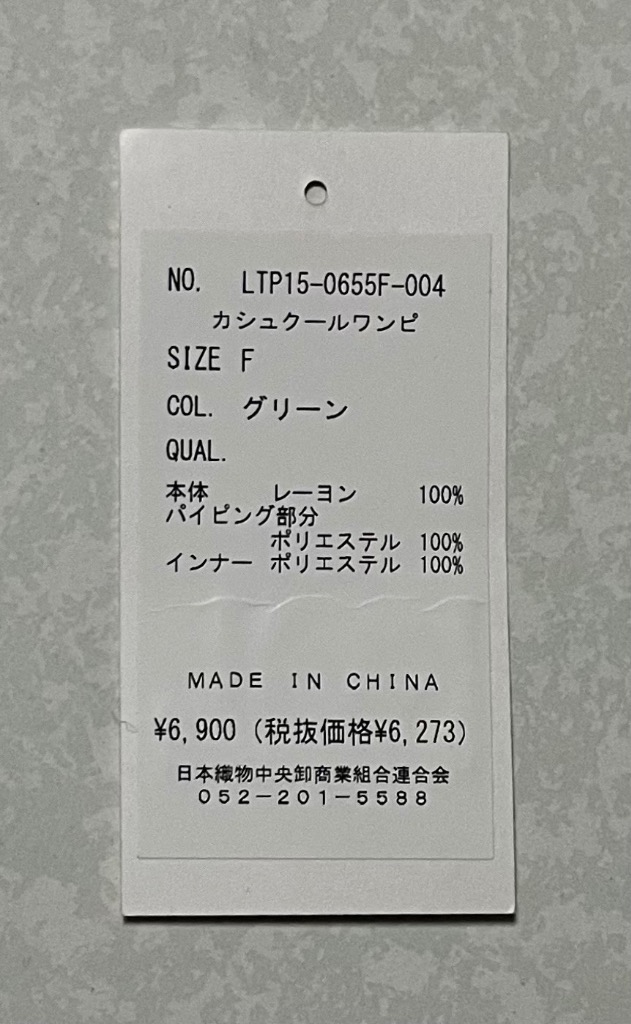 NO. LTP15-0655F-004
カシュクールワンピ
SIZE F
COL. グリーン
QUAL.
本体 レーヨン 100%
パイピング部分
ポリエステル 100%
インナー ポリエステル 100%
MADE IN CHINA
¥6,900 (税抜価格¥6,273)
日本織物中央卸商業組合連合会
052-201-5588